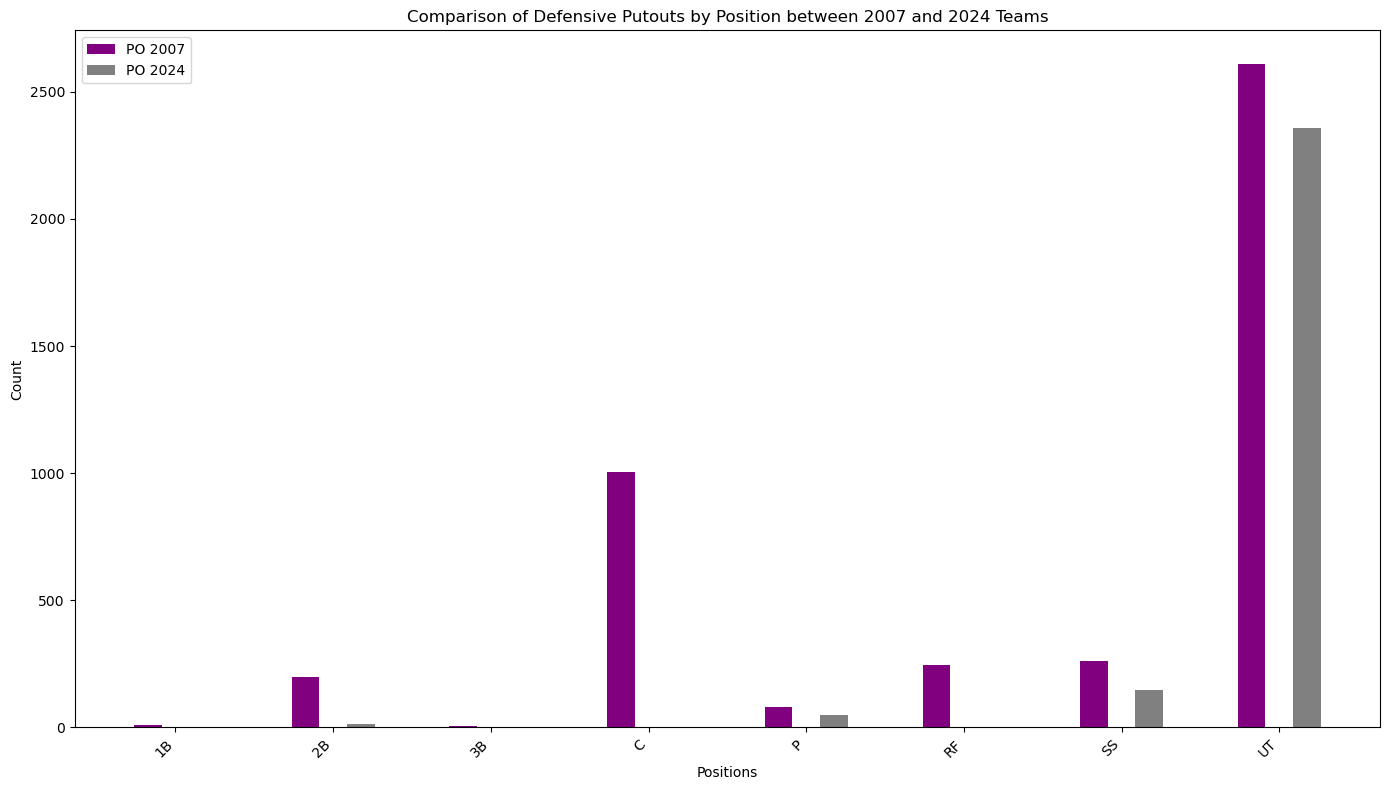 Comparison of Defensive Putouts by Position between 2007 and 2024 Teams
PO 2007
PO 2024
Count
2500
2000
1500
1000
500
0
1B
2B
3B
C
P
RF
SS
UT
Positions